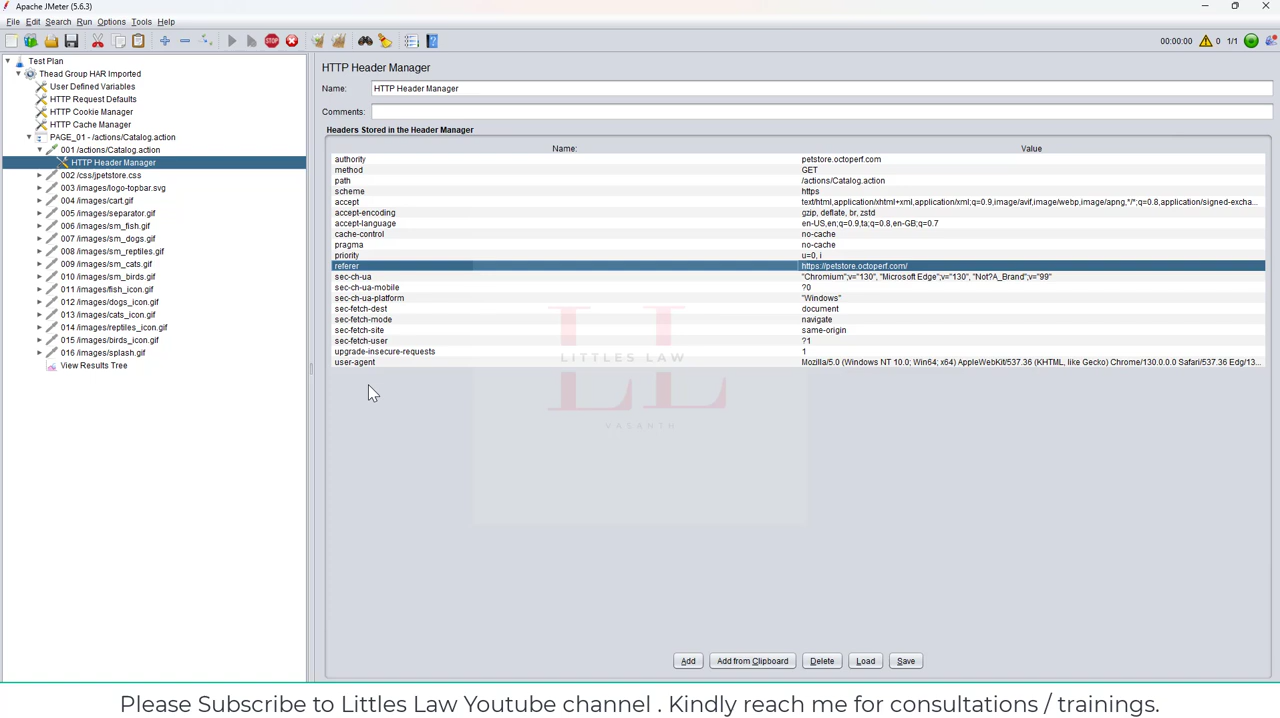 Apache JMeter (5.6.3)
File Edit Search Run Options Tools Help
STOP
00:00:00 0 1/1
Test Plan
Thead Group HAR Imported
User Defined Variables
HTTP Request Defaults
HTTP Cookie Manager
HTTP Cache Manager
PAGE_01 - /actions/Catalog.action
001 /actions/Catalog.action
HTTP Header Manager
002 /css/jpetstore.css
003 /images/logo-topbar.svg
004 /images/cart.gif
005 /images/separator.gif
006 /images/sm_fish.gif
007 /images/sm_dogs.gif
008 /images/sm_reptiles.gif
009 /images/sm_cats.gif
010 /images/sm_birds.gif
011 /images/fish_icon.gif
012 /images/dogs_icon.gif
013 /images/cats_icon.gif
014 /images/reptiles_icon.gif
015 /images/birds_icon.gif
016 /images/splash.gif
View Results Tree
HTTP Header Manager
Name: HTTP Header Manager
Comments:
Headers Stored in the Header Manager
Name: Value
authority petstore.octoperf.com
method GET
path /actions/Catalog.action
scheme https
accept text/html,application/xhtml+xml,application/xml;q=0.9,image/avif,image/webp,image/apng,*/*;q=0.8,application/signed-excha...
accept-encoding gzip, deflate, br, zstd
accept-language en-US,en;q=0.9,ta;q=0.8,en-GB;q=0.7
cache-control no-cache
pragma no-cache
priority u=0, i
referer https://petstore.octoperf.com/
sec-ch-ua "Chromium";v="130", "Microsoft Edge";v="130", "Not?A_Brand";v="99"
sec-ch-ua-mobile ?0
sec-ch-ua-platform "Windows"
sec-fetch-dest document
sec-fetch-mode navigate
sec-fetch-site same-origin
sec-fetch-user ?1
upgrade-insecure-requests 1
user-agent Mozilla/5.0 (Windows NT 10.0; Win64; x64) AppleWebKit/537.36 (KHTML, like Gecko) Chrome/130.0.0.0 Safari/537.36 Edg/13...
LL
LITTLES LAW
VASANTH
Add Add from Clipboard Delete Load Save
Please Subscribe to Littles Law Youtube channel . Kindly reach me for consultations / trainings.